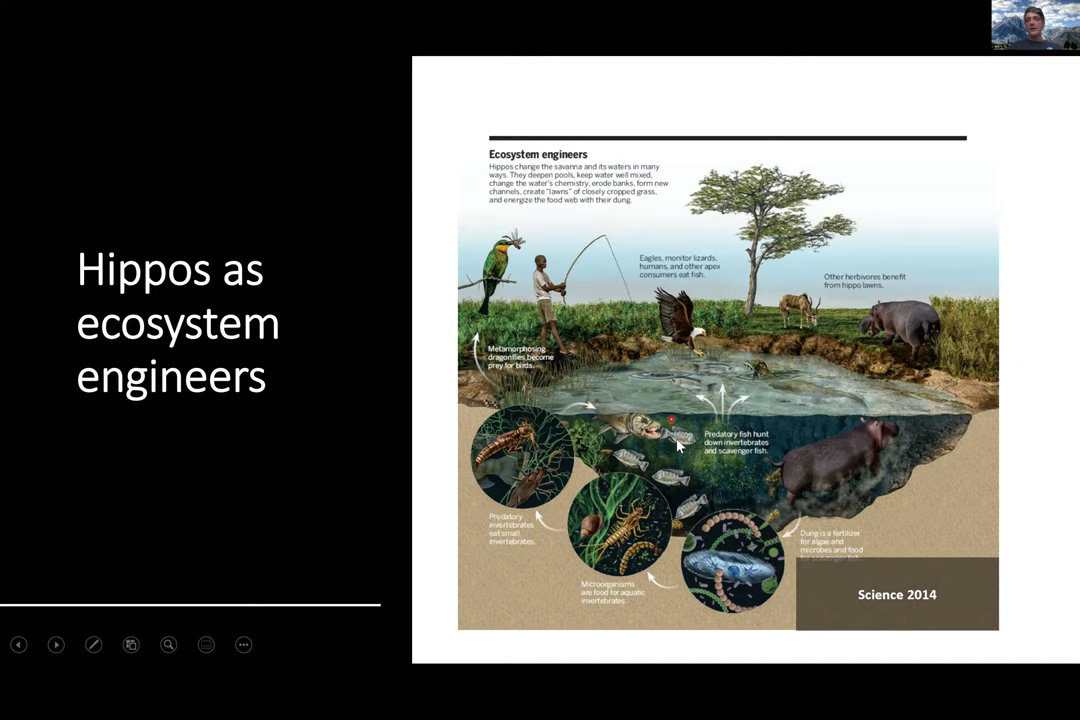 Hippos as
ecosystem
engineers
Ecosystem engineers
Hippos change the savanna and its waters in many
ways. They deepen pools, keep water well mixed,
change the water's chemistry, erode banks, form new
channels, create "lawns" of closely cropped grass,
and energize the food web with their dung.
Eagles, monitor lizards,
humans, and other apex
consumers eat fish.
Other herbivores benefit
from hippo lawns.
Metamorphosing
dragonflies become
prey for birds.
Predatory fish hunt
down invertebrates
and scavenger fish.
Predatory
invertebrates
eat small
invertebrates.
Dung is a fertilizer
for algae and
microbes and food
for scavenger fish.
Microorganisms
are food for aquatic
invertebrates.
Science 2014